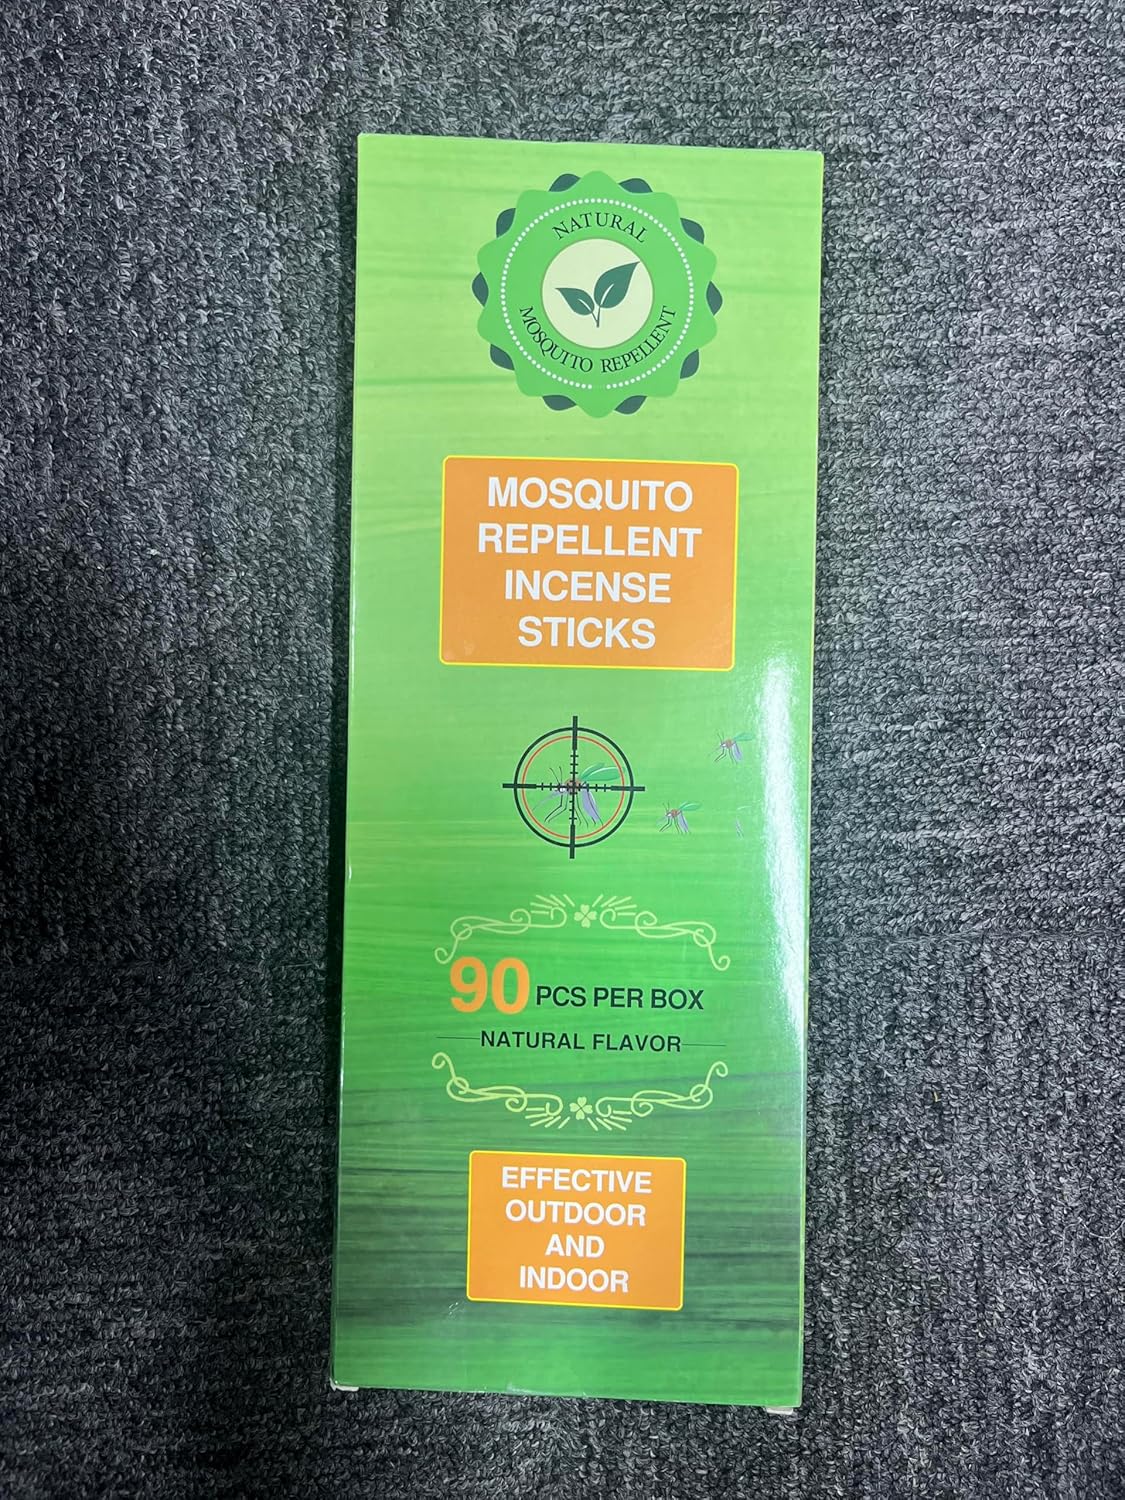 NATURAL
MOSQUITO REPELLENT
MOSQUITO
REPELLENT
INCENSE
STICKS
90 PCS PER BOX
NATURAL FLAVOR
EFFECTIVE
OUTDOOR
AND
INDOOR